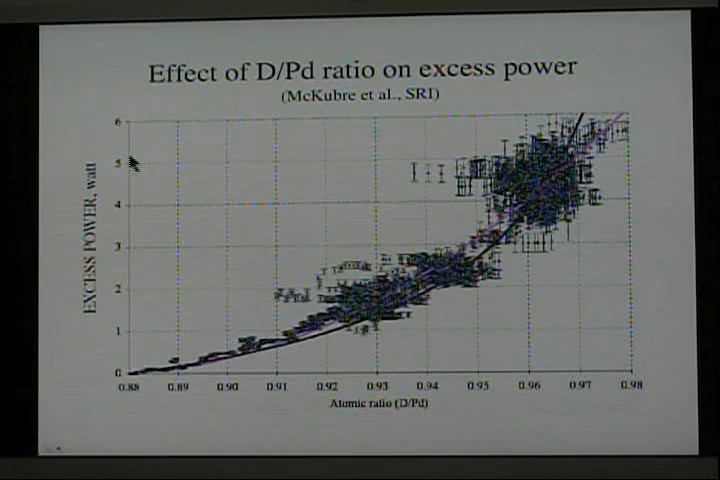 Effect of D/Pd ratio on excess power
(McKubre et al., SRI)
EXCESS POWER, watt
6
5
4
3
2
1
0
0.88 0.89 0.90 0.91 0.92 0.93 0.94 0.95 0.96 0.97 0.98
Atomic ratio (D/Pd)